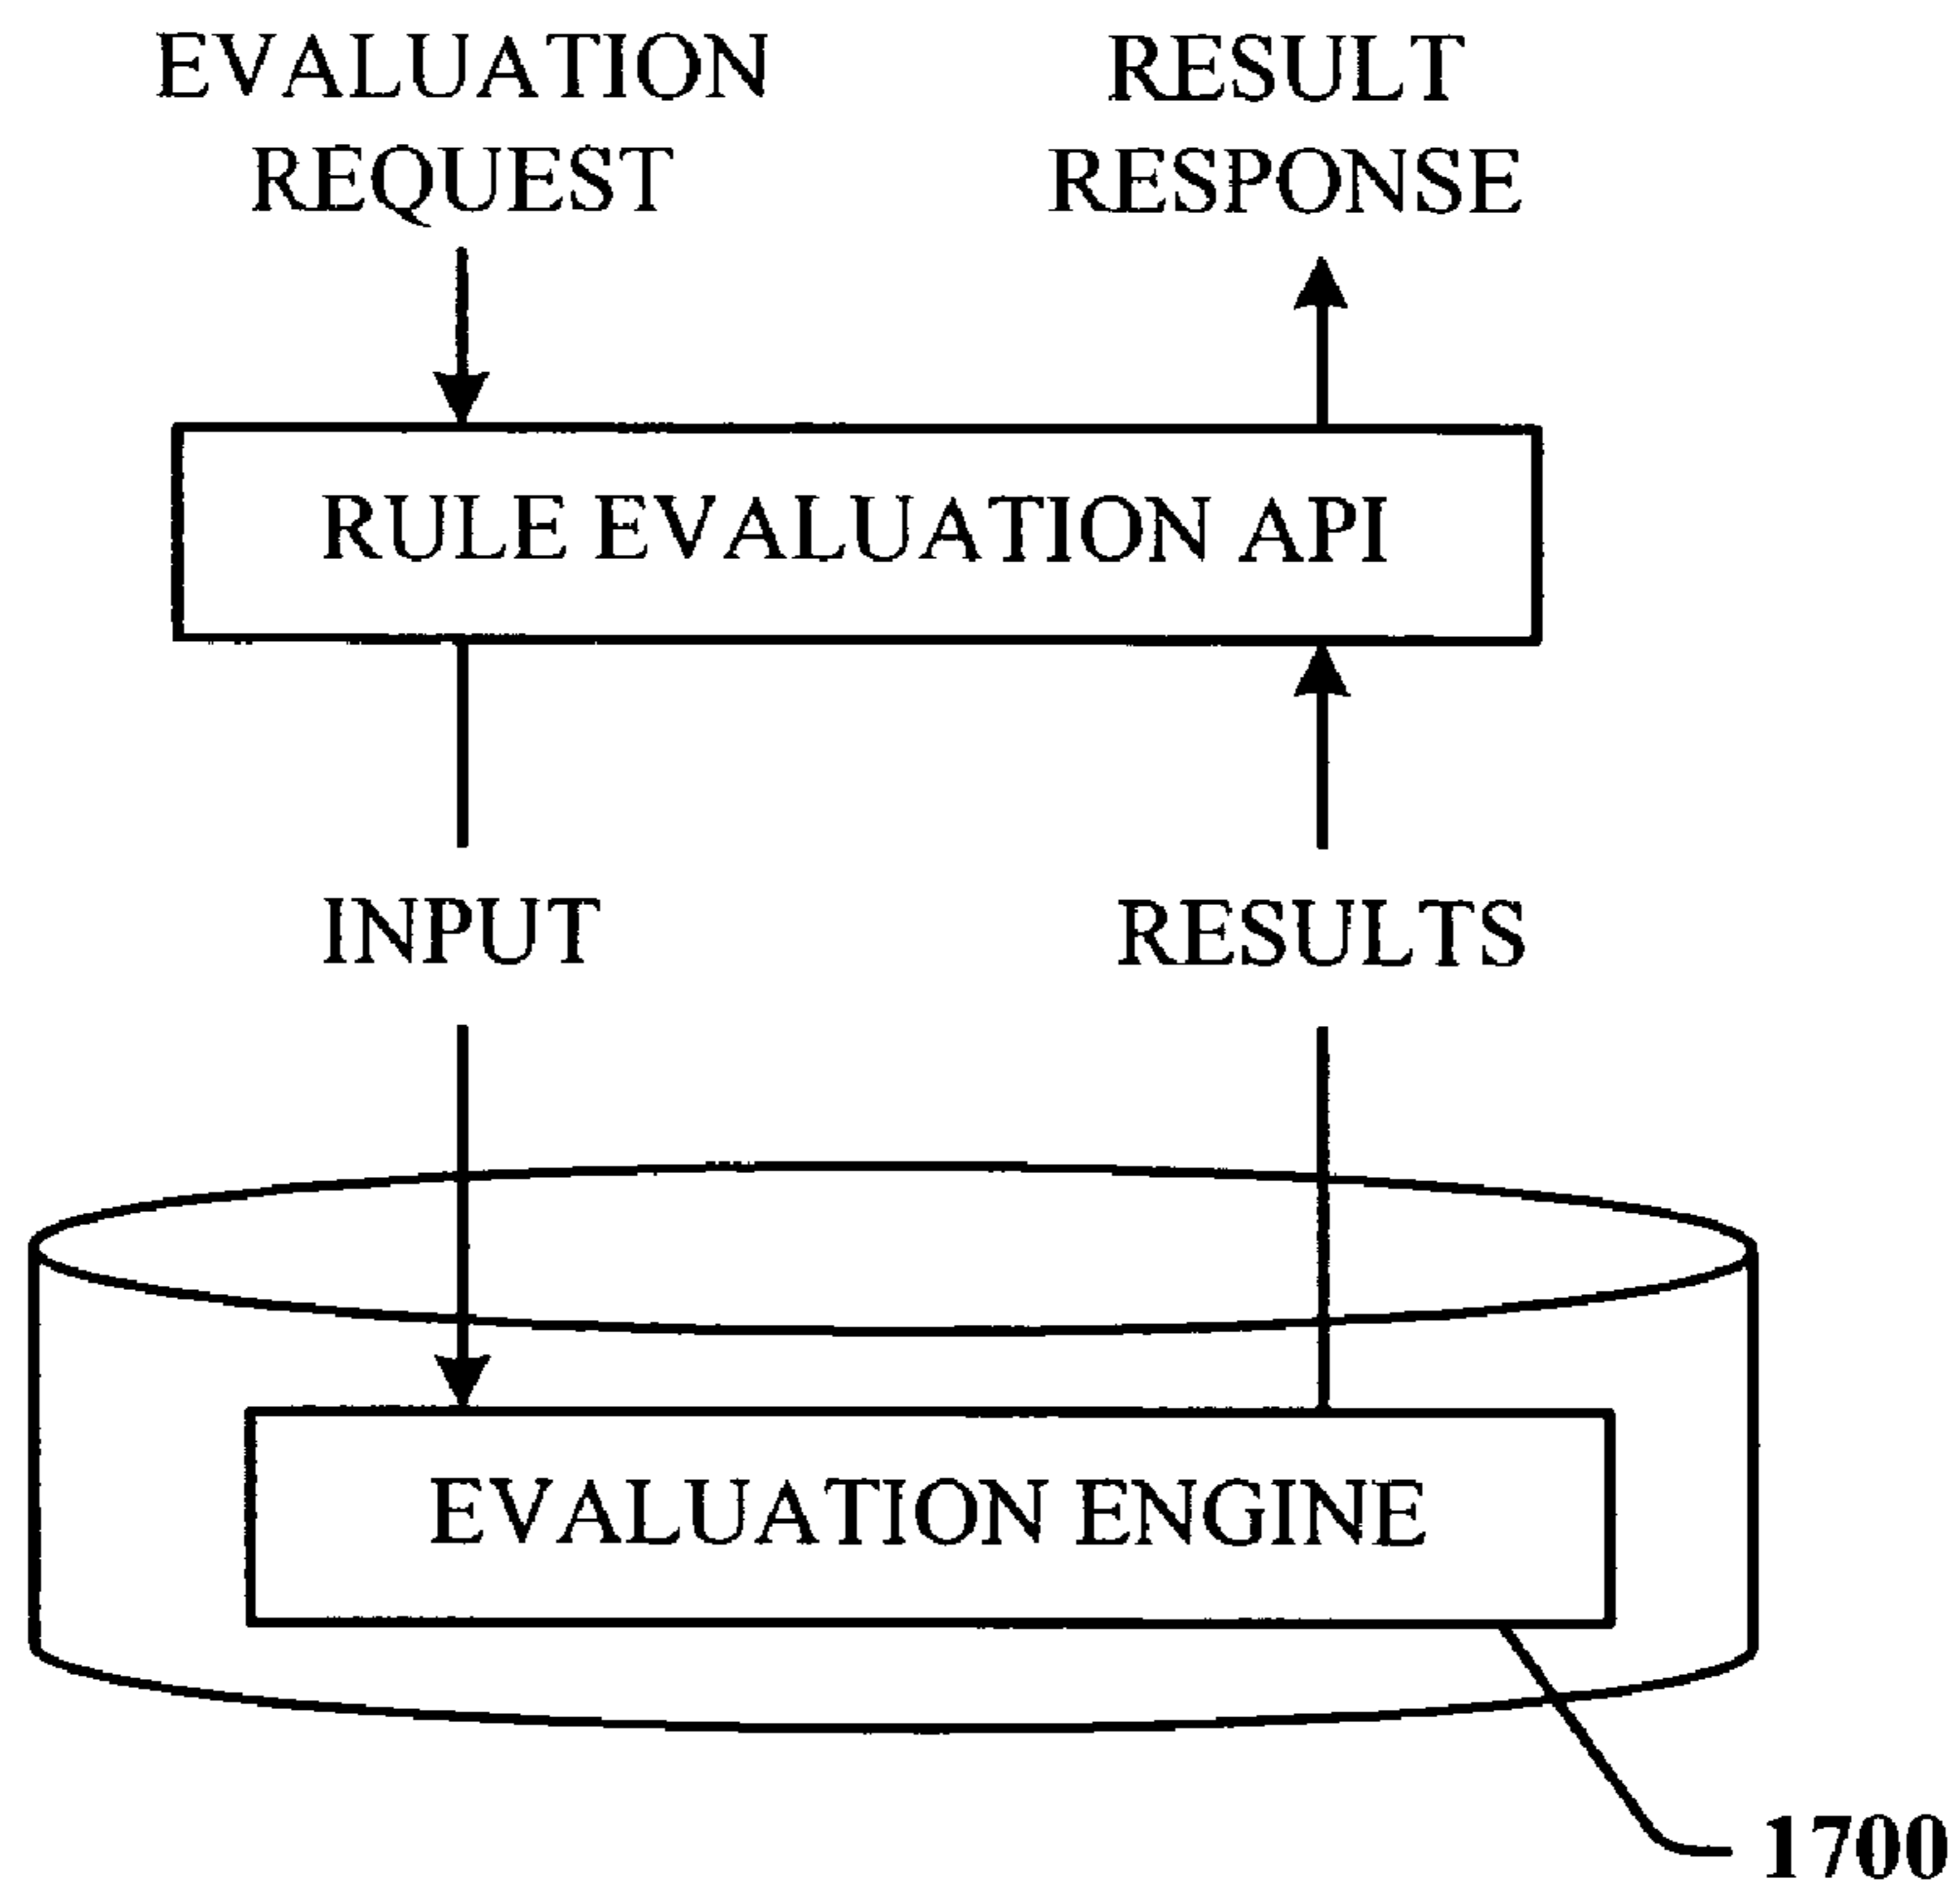 EVALUATION
REQUEST
RESULT
RESPONSE
RULE EVALUATION API
INPUT
RESULTS
EVALUATION ENGINE
1700